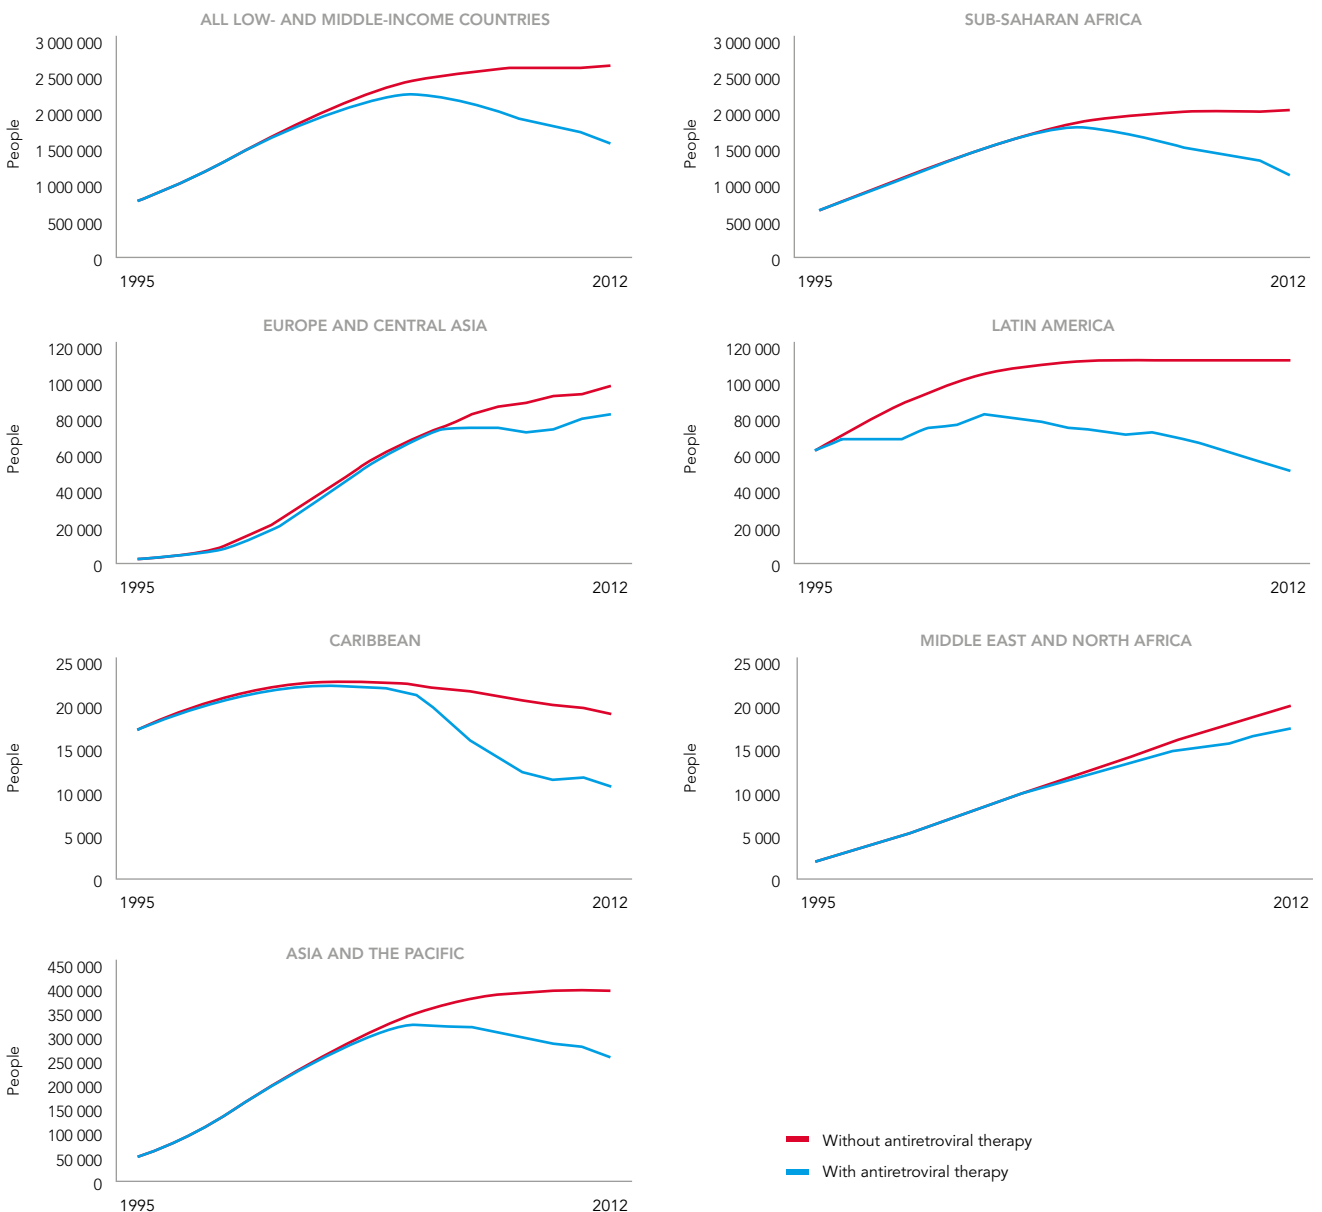 ALL LOW- AND MIDDLE-INCOME COUNTRIES
3 000 000
2 500 000
2 000 000
1 500 000
1 000 000
500 000
0
People
1995
2012
SUB-SAHARAN AFRICA
3 000 000
2 500 000
2 000 000
1 500 000
1 000 000
500 000
0
People
1995
2012
EUROPE AND CENTRAL ASIA
120 000
100 000
80 000
60 000
40 000
20 000
0
People
1995
2012
LATIN AMERICA
120 000
100 000
80 000
60 000
40 000
20 000
0
People
1995
2012
CARIBBEAN
25 000
20 000
15 000
10 000
5 000
0
People
1995
2012
MIDDLE EAST AND NORTH AFRICA
25 000
20 000
15 000
10 000
5 000
0
People
1995
2012
ASIA AND THE PACIFIC
450 000
400 000
350 000
300 000
250 000
200 000
150 000
100 000
50 000
0
People
1995
2012
Without antiretroviral therapy
With antiretroviral therapy